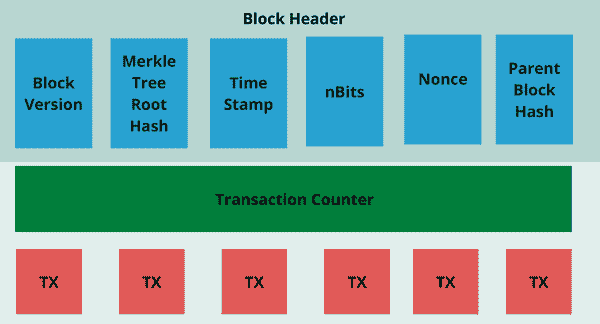 Block Header
Block
Version
Merkle
Tree
Root
Hash
Time
Stamp
nBits
Nonce
Parent
Block
Hash
Transaction Counter
TX
TX
TX
TX
TX
TX